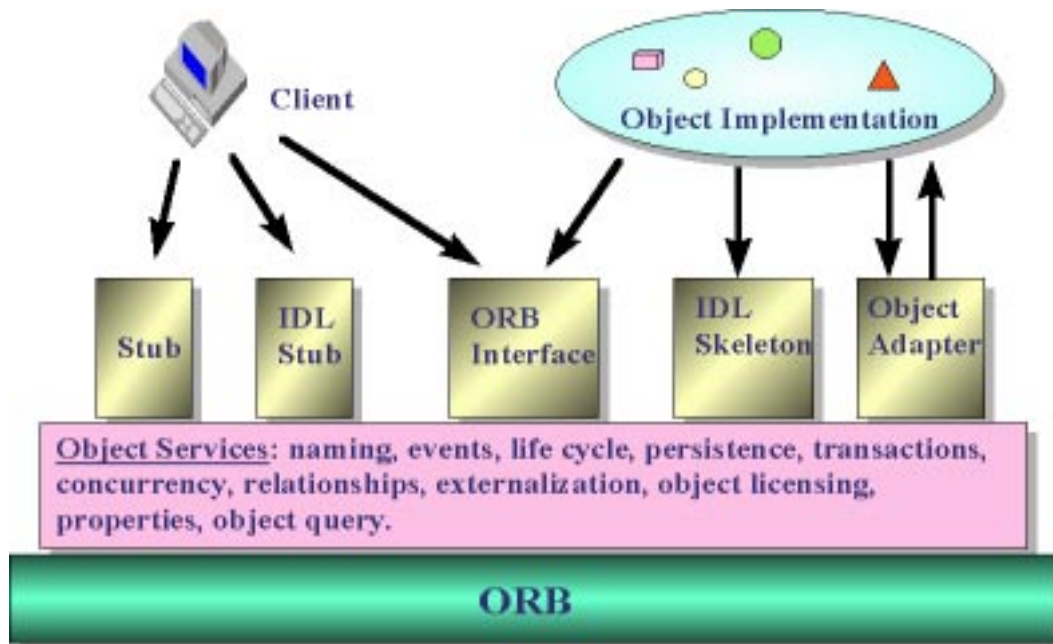 Client
Object Implementation
Stub
IDL
Stub
ORB
Interface
IDL
Skeleton
Object
Adapter
Object Services: naming, events, life cycle, persistence, transactions,
concurrency, relationships, externalization, object licensing,
properties, object query.
ORB